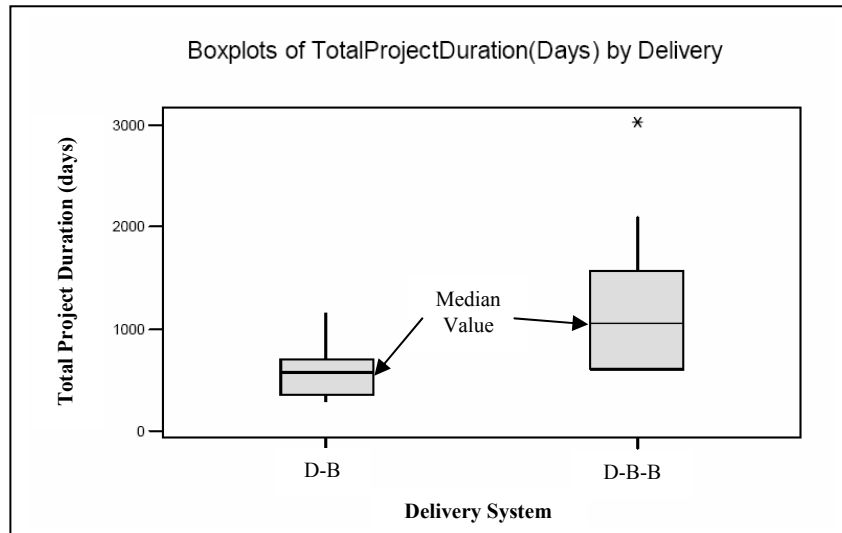 Boxplots of TotalProjectDuration(Days) by Delivery
Total Project Duration (days)
3000
2000
1000
0
*
Median
Value
D-B
D-B-B
Delivery System